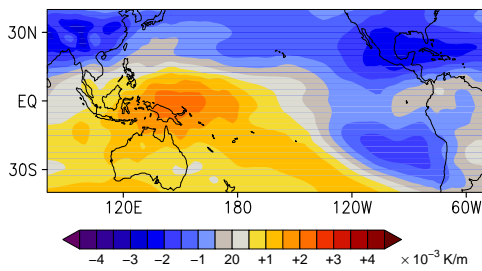 30N
EQ
30S
120E 180 120W 60W
−4 −3 −2 −1 20 +1 +2 +3 +4 × 10⁻³ K/m